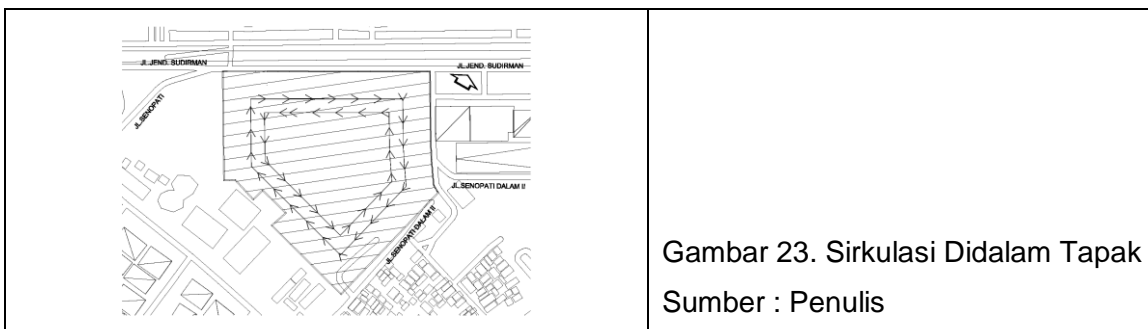 JL.JEND. SUDIRMAN
JL.JEND. SUDIRMAN
JL.SENOPATI
JL.SENOPATI DALAM II
JL.SENOPATI DALAM II
Gambar 23. Sirkulasi Didalam Tapak
Sumber : Penulis